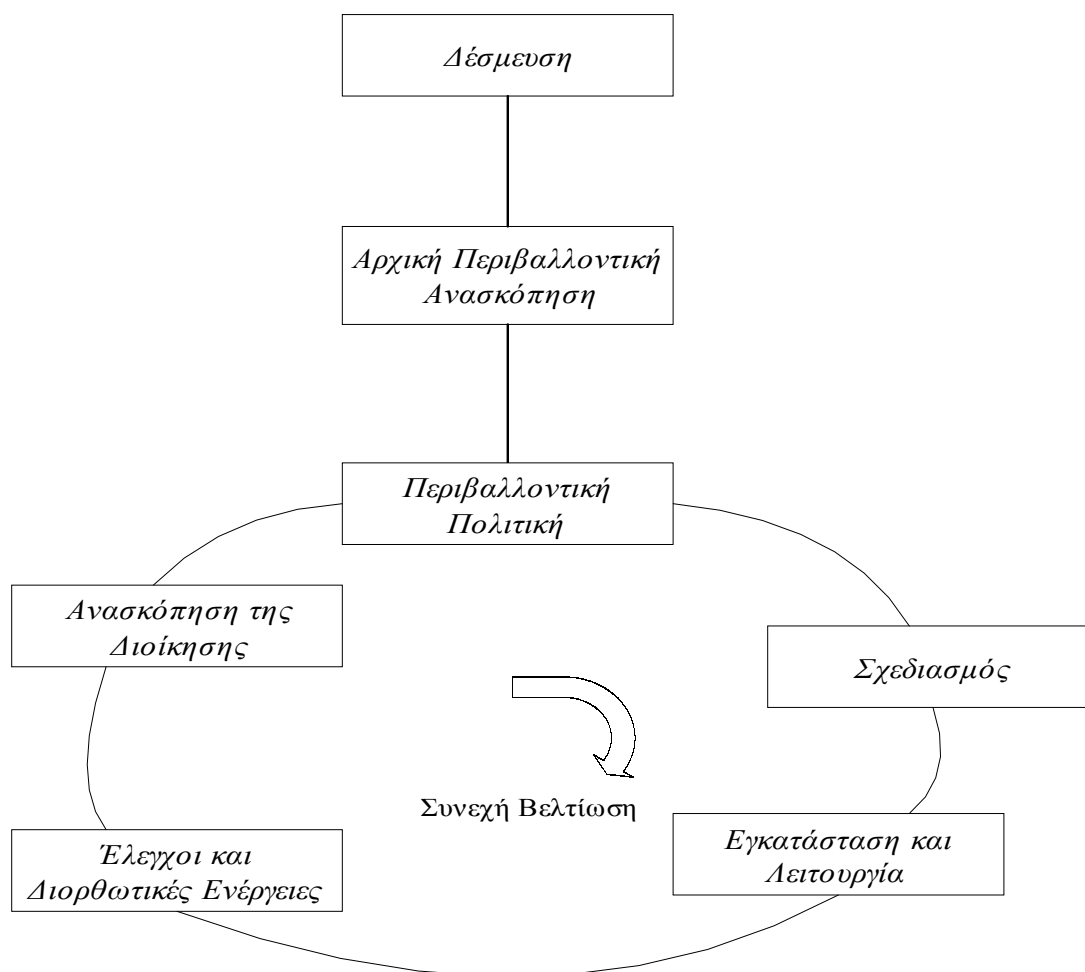 Δέσμευση
Αρχική Περιβαλλοντική
Ανασκόπηση
Περιβαλλοντική
Πολιτική
Ανασκόπηση της
Διοίκησης
Σχεδιασμός
Συνεχή Βελτίωση
Έλεγχοι και
Διορθωτικές Ενέργειες
Εγκατάσταση και
Λειτουργία